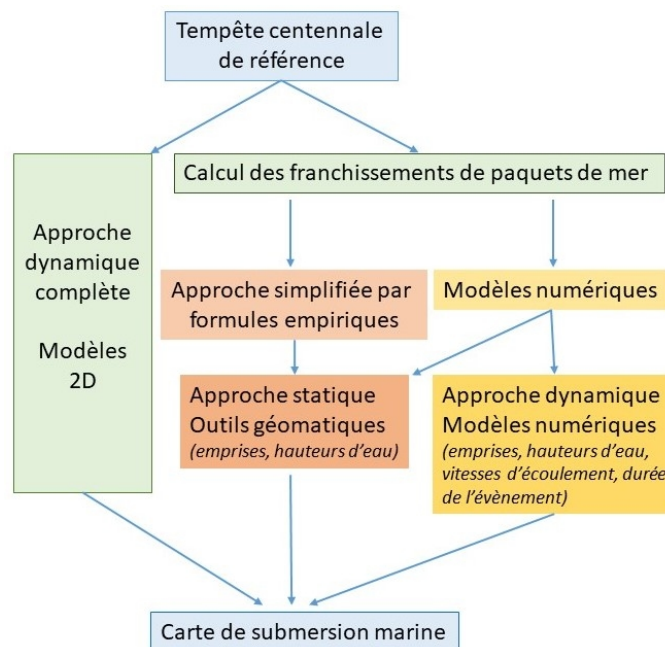 Tempête centennale
de référence
Calcul des franchissements de paquets de mer
Approche
dynamique
complète
Modèles
2D
Approche simplifiée par
formules empiriques
Modèles numériques
Approche statique
Outils géomatiques
(emprises, hauteurs d'eau)
Approche dynamique
Modèles numériques
(emprises, hauteurs d'eau,
vitesses d'écoulement, durée
de l'évènement)
Carte de submersion marine